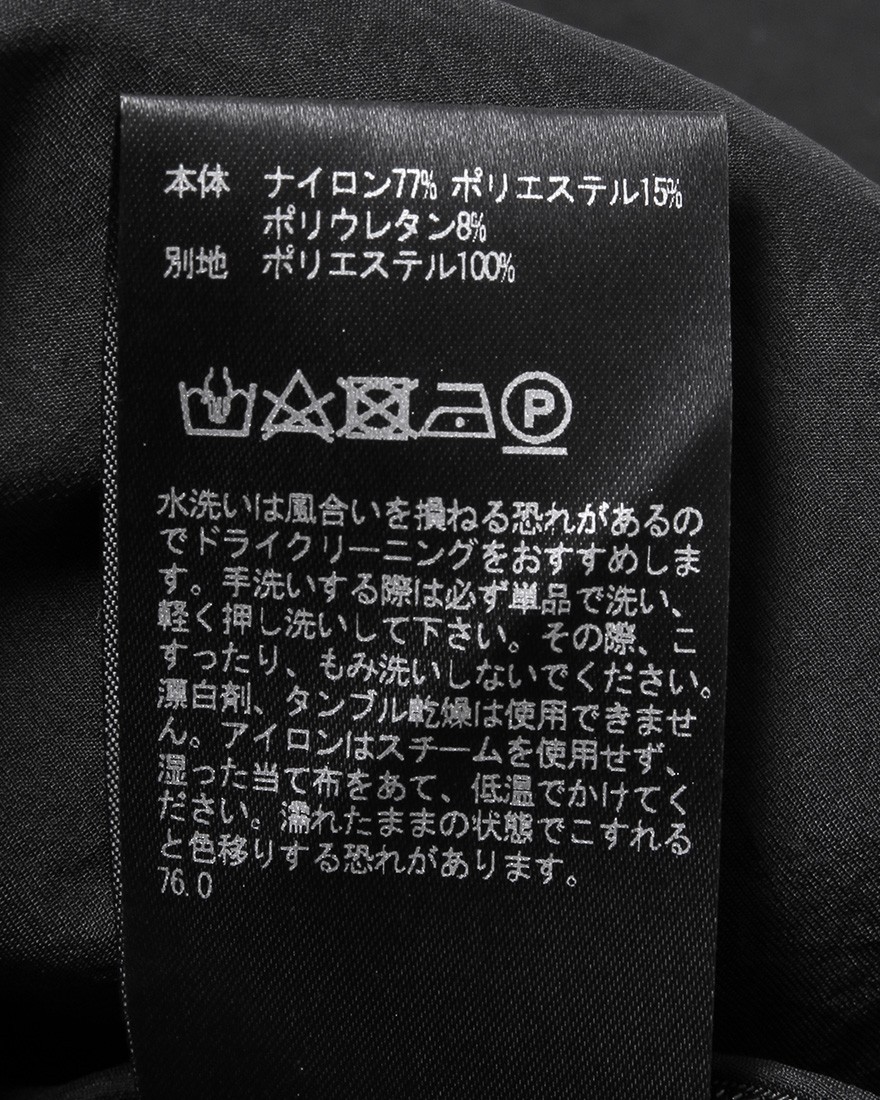 本体 ナイロン77% ポリエステル15%
ポリウレタン8%
別地 ポリエステル100%
P
水洗いは風合いを損ねる恐れがあるの
でドライクリーニングをおすすめしま
す。手洗いする際は必ず単品で洗い、
軽く押し洗いして下さい。その際、こ
すったり、もみ洗いしないでください。
漂白剤、タンブル乾燥は使用できませ
ん。アイロンはスチームを使用せず、
湿った当て布をあて、低温でかけてく
ださい。濡れたままの状態でこすれる
と色移りする恐れがあります。
76.0